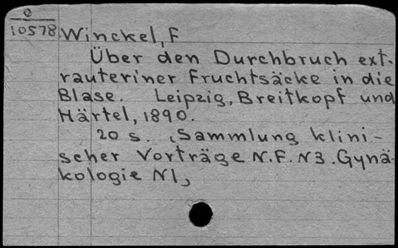 e
10578 Winckel, F
Über den Durchbruch ext-
rauteriner Fruchtsäcke in die
Blase. Leipzig, Breitkopf und
Härtel, 1890.
20 s. (Sammlung klini-
scher Vorträge N.F. N3. Gynä-
kologie N1)